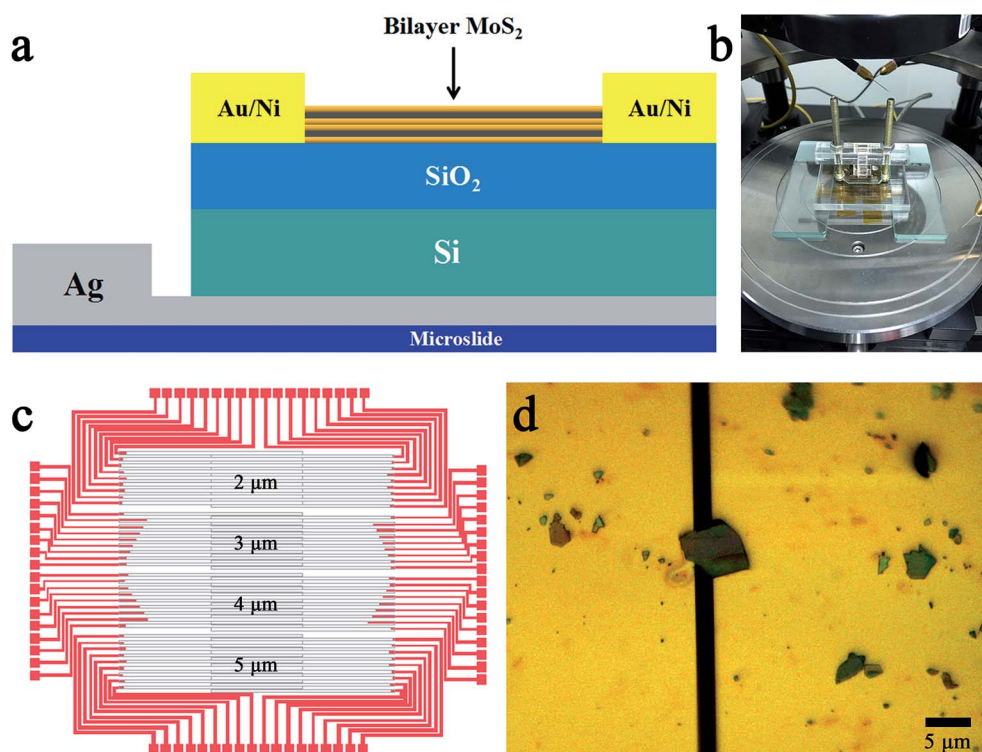 a
Bilayer MoS₂
Au/Ni
Au/Ni
SiO₂
Si
Ag
Microslide
b
c
2 μm
3 μm
4 μm
5 μm
d
5 μm